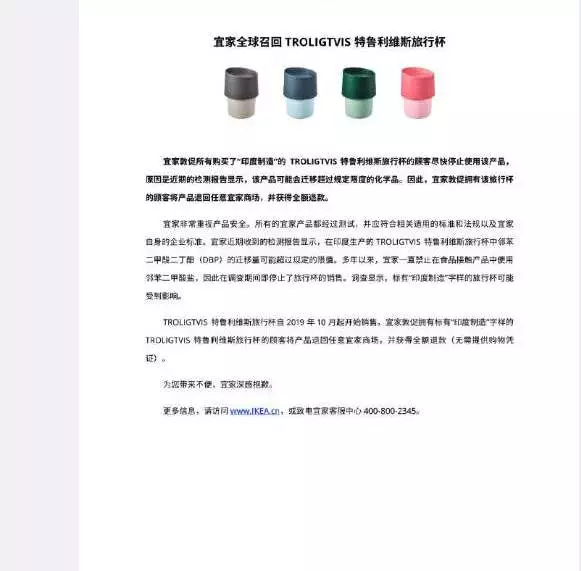 宜家全球召回 TROLIGTVIS 特鲁利维斯旅行杯
宜家敦促所有购买了“印度制造”的 TROLIGTVIS 特鲁利维斯旅行杯的顾客尽快停止使用该产品，
原因是近期的检测报告显示，该产品可能会迁移超过规定限度的化学品。因此，宜家敦促拥有该旅行杯
的顾客将产品退回任意宜家商场，并获得全额退款。
宜家非常重视产品安全。所有的宜家产品都经过测试，并应符合相关适用的标准和法规以及宜家
自身的企业标准。宜家近期收到的检测报告显示，在印度生产的 TROLIGTVIS 特鲁利维斯旅行杯中邻苯
二甲酸二丁酯（DBP）的迁移量可能超过规定的限值。多年以来，宜家一直禁止在食品接触产品中使用
邻苯二甲酸盐，因此在调查期间即停止了旅行杯的销售。调查显示，标有“印度制造”字样的旅行杯可能
受到影响。
TROLIGTVIS 特鲁利维斯旅行杯自 2019 年 10 月起开始销售。宜家敦促拥有标有“印度制造”字样的
TROLIGTVIS 特鲁利维斯旅行杯的顾客将产品退回任意宜家商场，并获得全额退款（无需提供购物凭
证）。
为您带来不便，宜家深感抱歉。
更多信息，请访问 www.IKEA.cn，或致电宜家客服中心 400-800-2345。